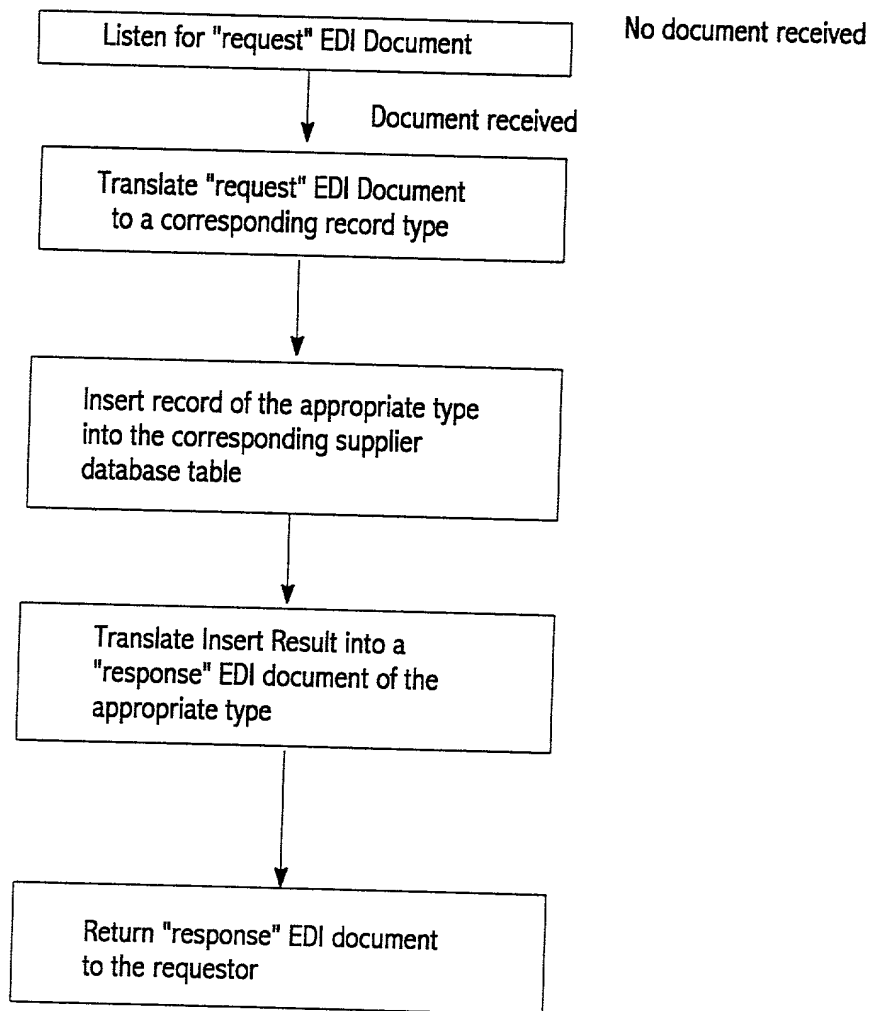 Listen for "request" EDI Document
No document received
Document received
Translate "request" EDI Document
to a corresponding record type
Insert record of the appropriate type
into the corresponding supplier
database table
Translate Insert Result into a
"response" EDI document of the
appropriate type
Return "response" EDI document
to the requestor